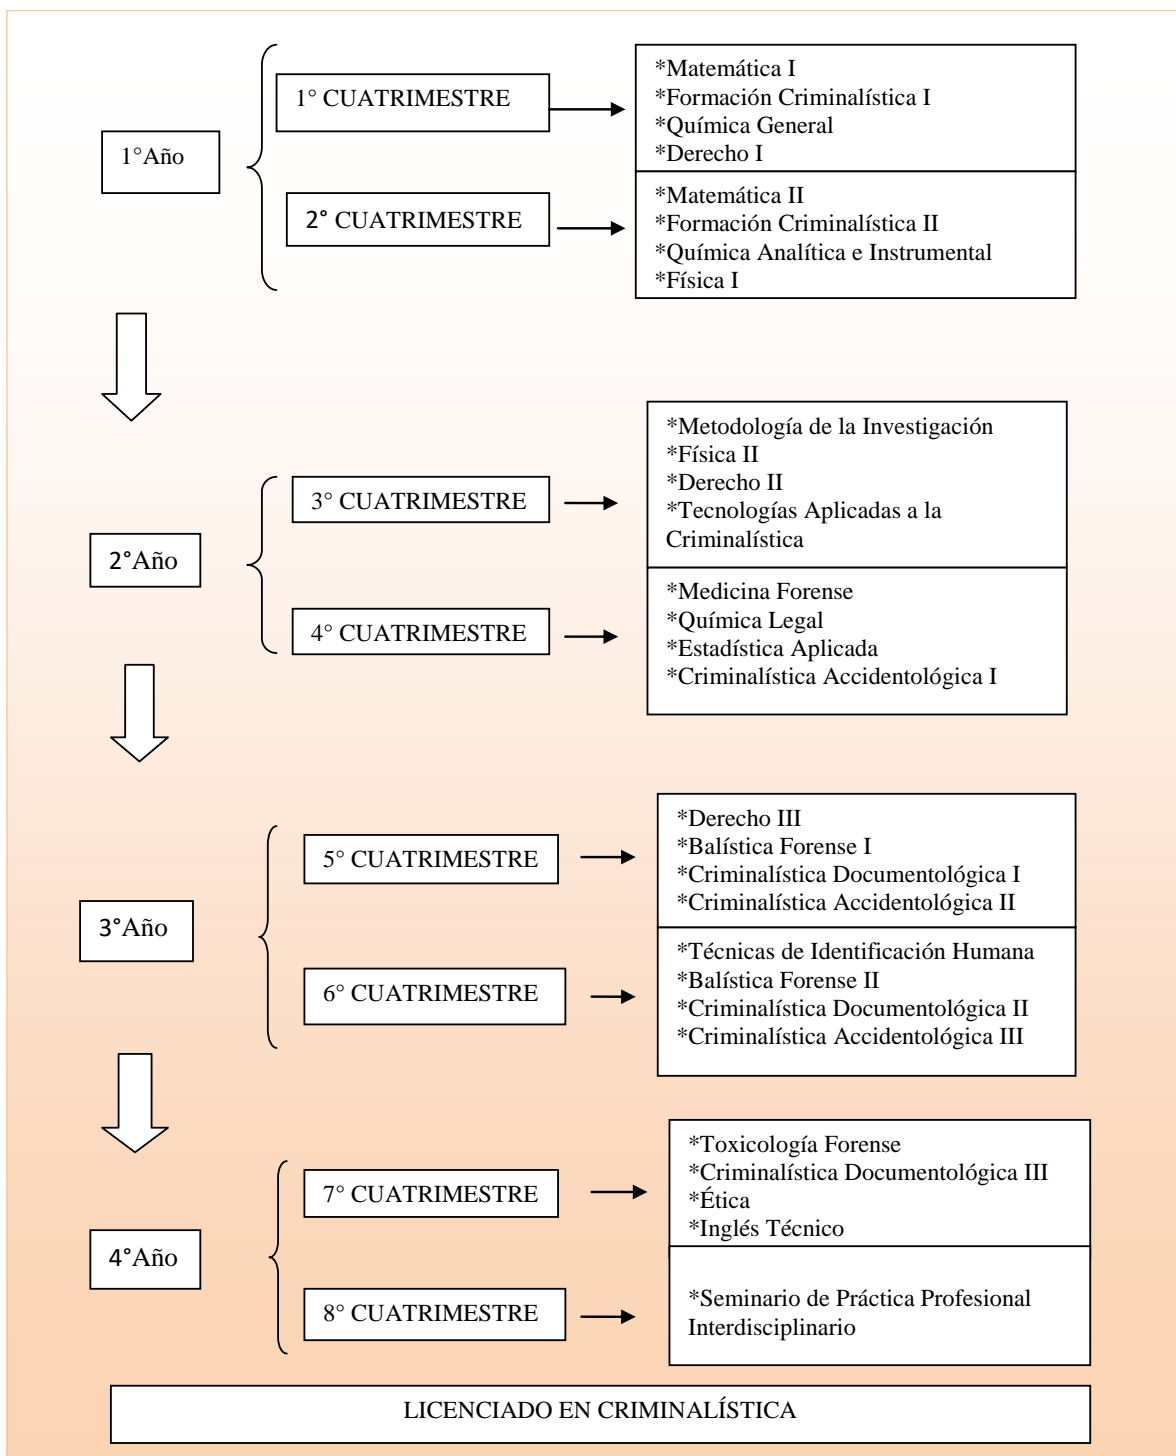 1°Año
1° CUATRIMESTRE
*Matemática I
*Formación Criminalística I
*Química General
*Derecho I
2° CUATRIMESTRE
*Matemática II
*Formación Criminalística II
*Química Analítica e Instrumental
*Física I
2°Año
3° CUATRIMESTRE
*Metodología de la Investigación
*Física II
*Derecho II
*Tecnologías Aplicadas a la
Criminalística
4° CUATRIMESTRE
*Medicina Forense
*Química Legal
*Estadística Aplicada
*Criminalística Accidentológica I
3°Año
5° CUATRIMESTRE
*Derecho III
*Balística Forense I
*Criminalística Documentológica I
*Criminalística Accidentológica II
6° CUATRIMESTRE
*Técnicas de Identificación Humana
*Balística Forense II
*Criminalística Documentológica II
*Criminalística Accidentológica III
4°Año
7° CUATRIMESTRE
*Toxicología Forense
*Criminalística Documentológica III
*Ética
*Inglés Técnico
8° CUATRIMESTRE
*Seminario de Práctica Profesional
Interdisciplinario
LICENCIADO EN CRIMINALÍSTICA